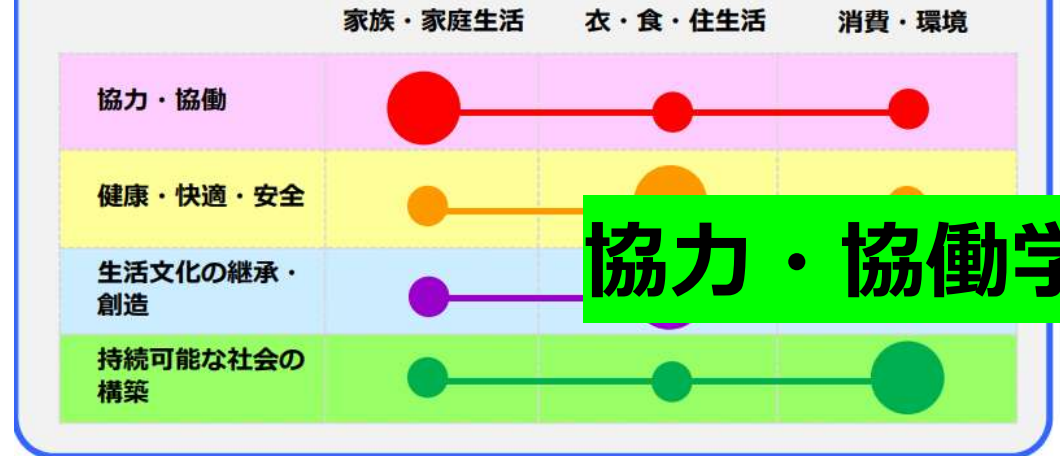 家族・家庭生活 衣・食・住生活 消費・環境
協力・協働
健康・快適・安全
協力・協働学
生活文化の継承・
創造
持続可能な社会の
構築